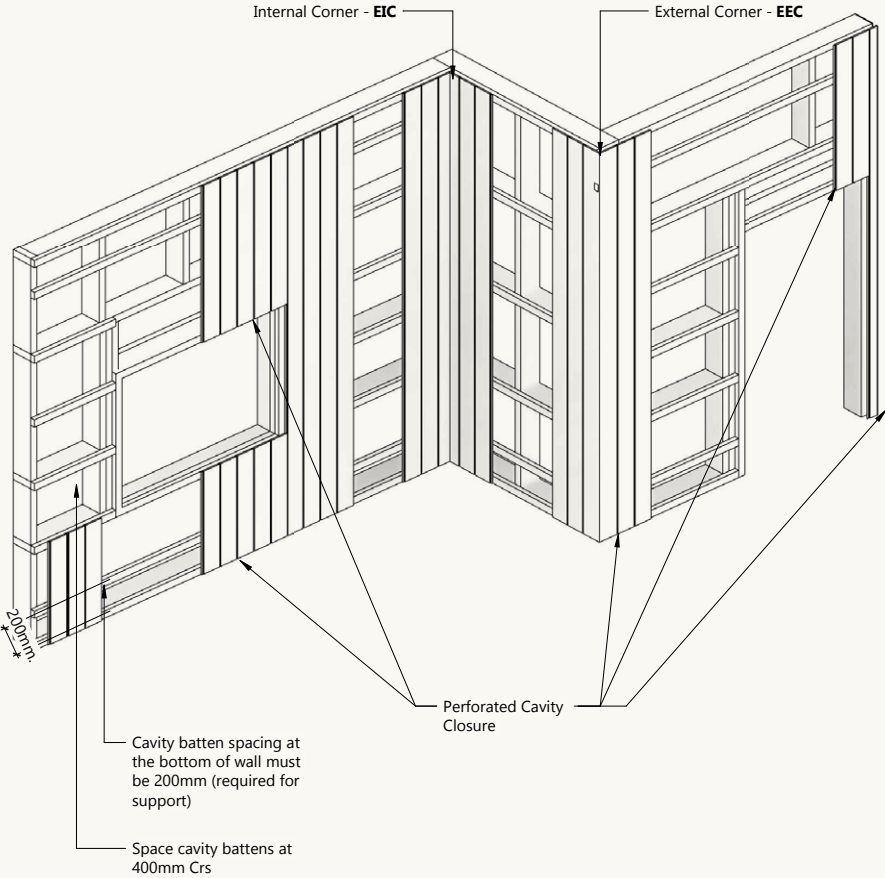 Internal Corner - EIC
External Corner - EEC
200mm.
Perforated Cavity
Closure
Cavity batten spacing at
the bottom of wall must
be 200mm (required for
support)
Space cavity battens at
400mm Crs